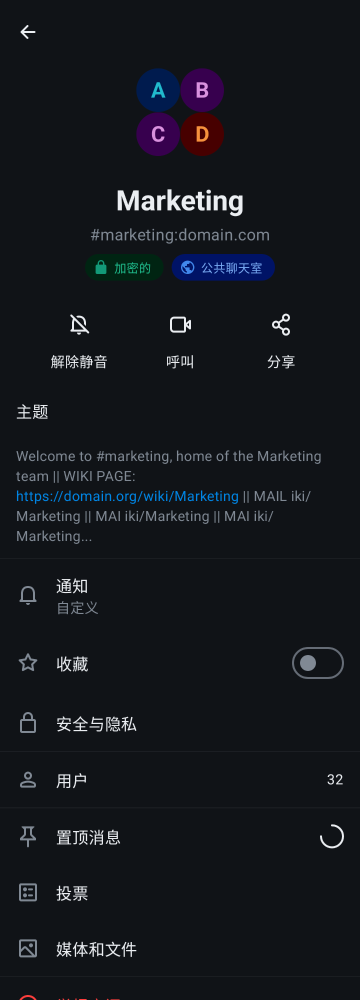 A
B
C
D
Marketing
#marketing:domain.com
加密的
公共聊天室
解除静音
呼叫
分享
主题
Welcome to #marketing, home of the Marketing
team || WIKI PAGE:
https://domain.org/wiki/Marketing || MAIL iki/
Marketing || MAI iki/Marketing || MAI iki/
Marketing...
通知
自定义
收藏
安全与隐私
用户
32
置顶消息
投票
媒体和文件